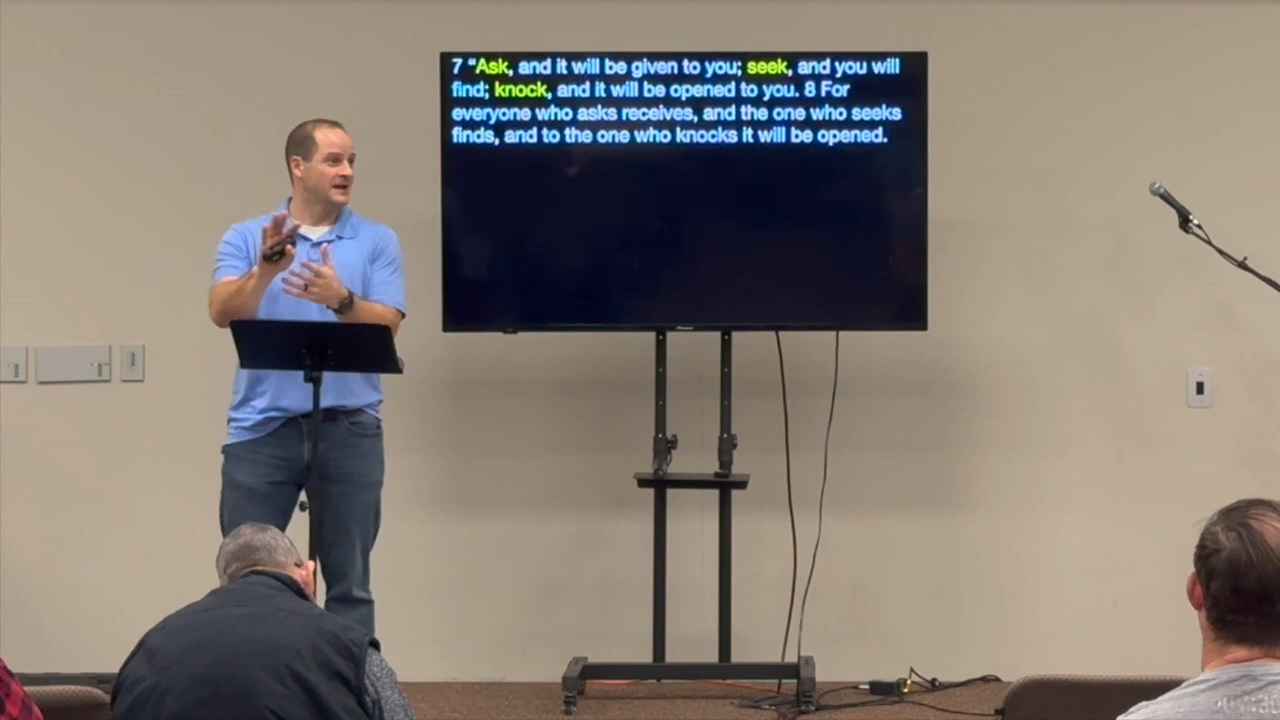 7 “Ask, and it will be given to you; seek, and you will
find; knock, and it will be opened to you. 8 For
everyone who asks receives, and the one who seeks
finds, and to the one who knocks it will be opened.